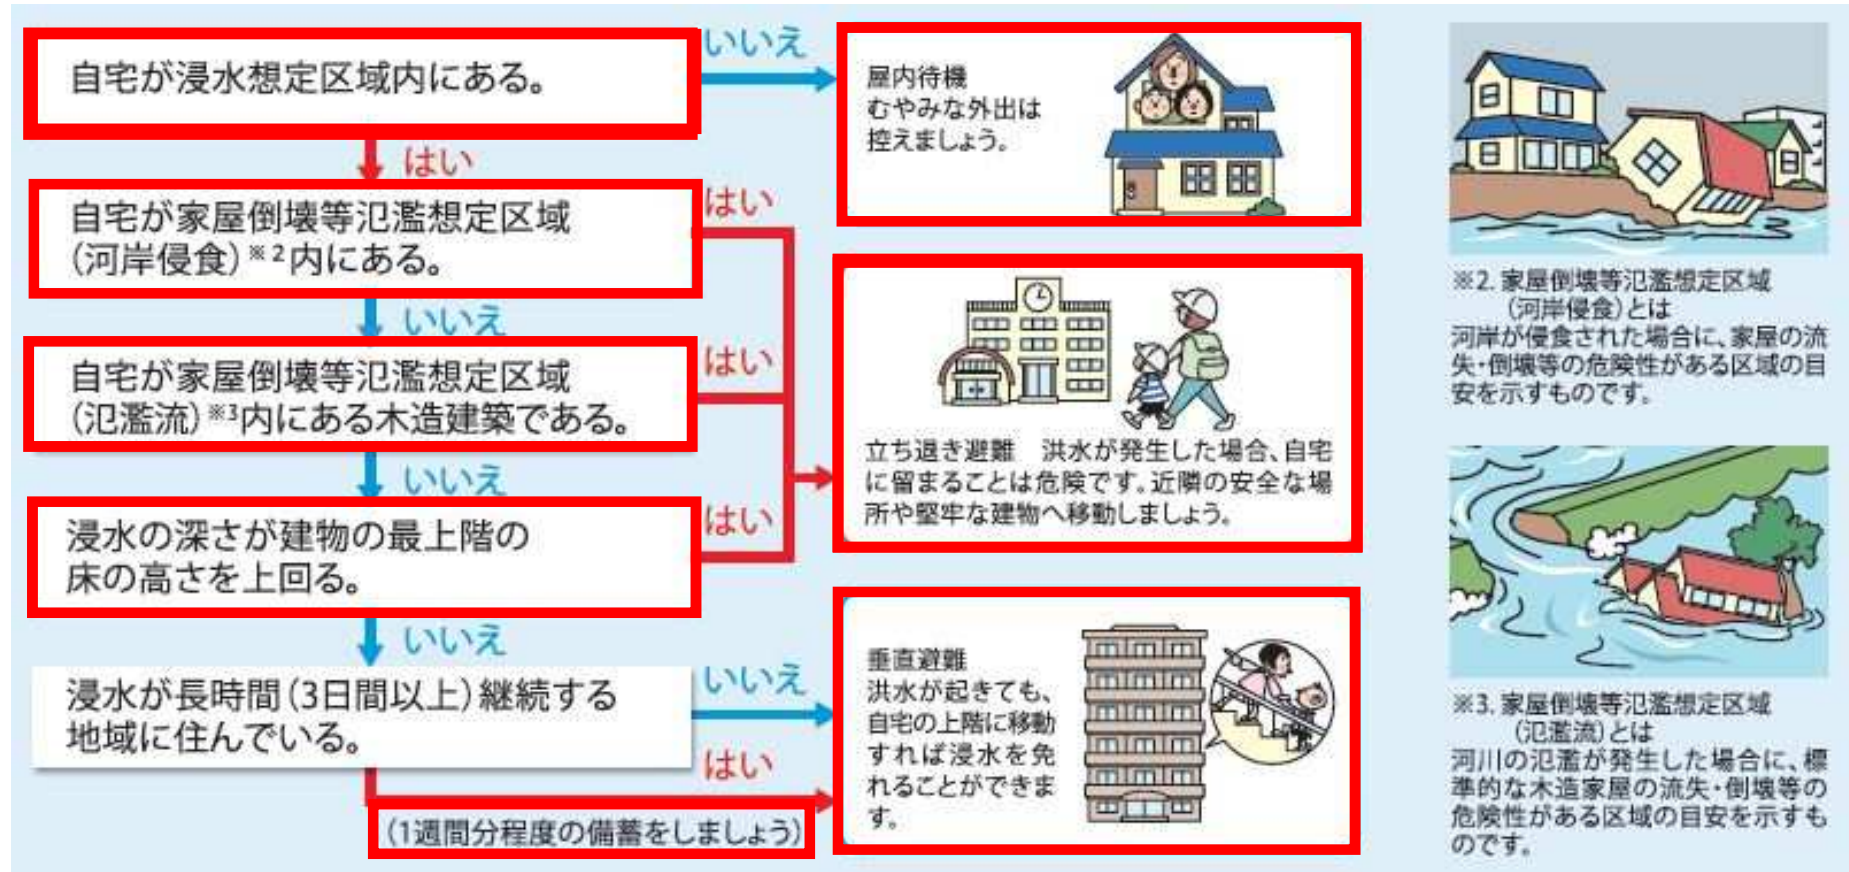 自宅が浸水想定区域内にある。
いいえ
はい
屋内待機
むやみな外出は
控えましょう。
自宅が家屋倒壊等氾濫想定区域
(河岸侵食)※2内にある。
はい
いいえ
自宅が家屋倒壊等氾濫想定区域
(氾濫流)※3内にある木造建築である。
はい
いいえ
立ち退き避難　洪水が発生した場合、自宅
に留まることは危険です。近隣の安全な場
所や堅牢な建物へ移動しましょう。
浸水の深さが建物の最上階の
床の高さを上回る。
はい
いいえ
浸水が長時間(3日間以上)継続する
地域に住んでいる。
いいえ
はい
(1週間分程度の備蓄をしましょう)
垂直避難
洪水が起きても、
自宅の上階に移動
すれば浸水を免
れることができま
す。
※2. 家屋倒壊等氾濫想定区域
(河岸侵食)とは
河岸が侵食された場合に、家屋の流
失・倒壊等の危険性がある区域の目
安を示すものです。
※3. 家屋倒壊等氾濫想定区域
(氾濫流)とは
河川の氾濫が発生した場合に、標
準的な木造家屋の流失・倒壊等の
危険性がある区域の目安を示すも
のです。